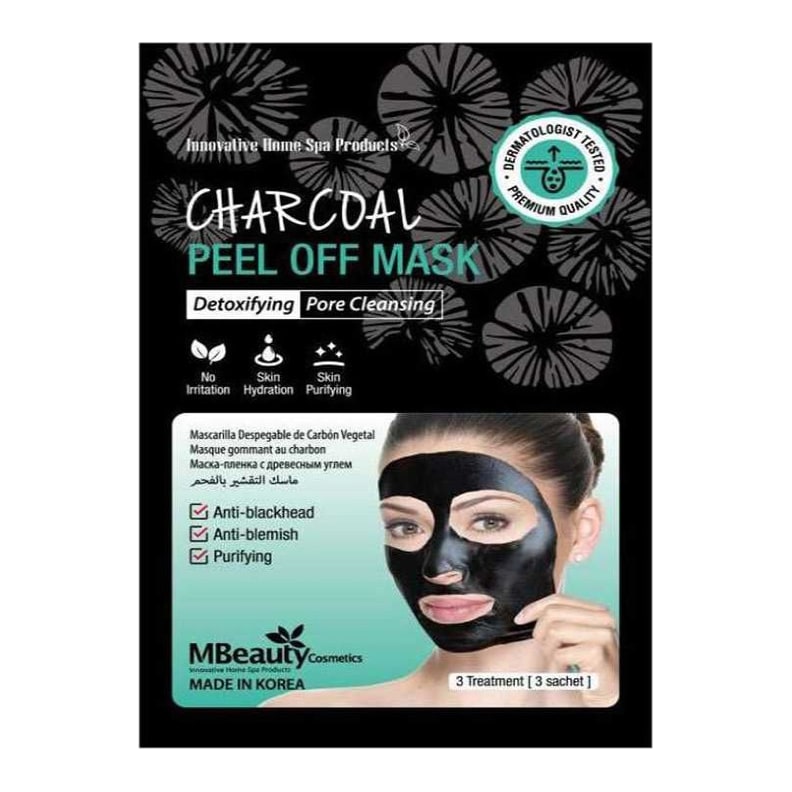 Innovative Home Spa Products
DERMATOLOGIST TESTED
PREMIUM QUALITY
CHARCOAL
PEEL OFF MASK
Detoxifying Pore Cleansing
No Irritation
Skin Hydration
Skin Purifying
Mascarilla Despegable de Carbón Vegetal
Masque gommant au charbon
Маска-пленка с древесным углем
ماسك التقشير بالفحم
Anti-blackhead
Anti-blemish
Purifying
MBeauty Cosmetics
Innovative Home Spa Products
MADE IN KOREA
3 Treatment [ 3 sachet ]